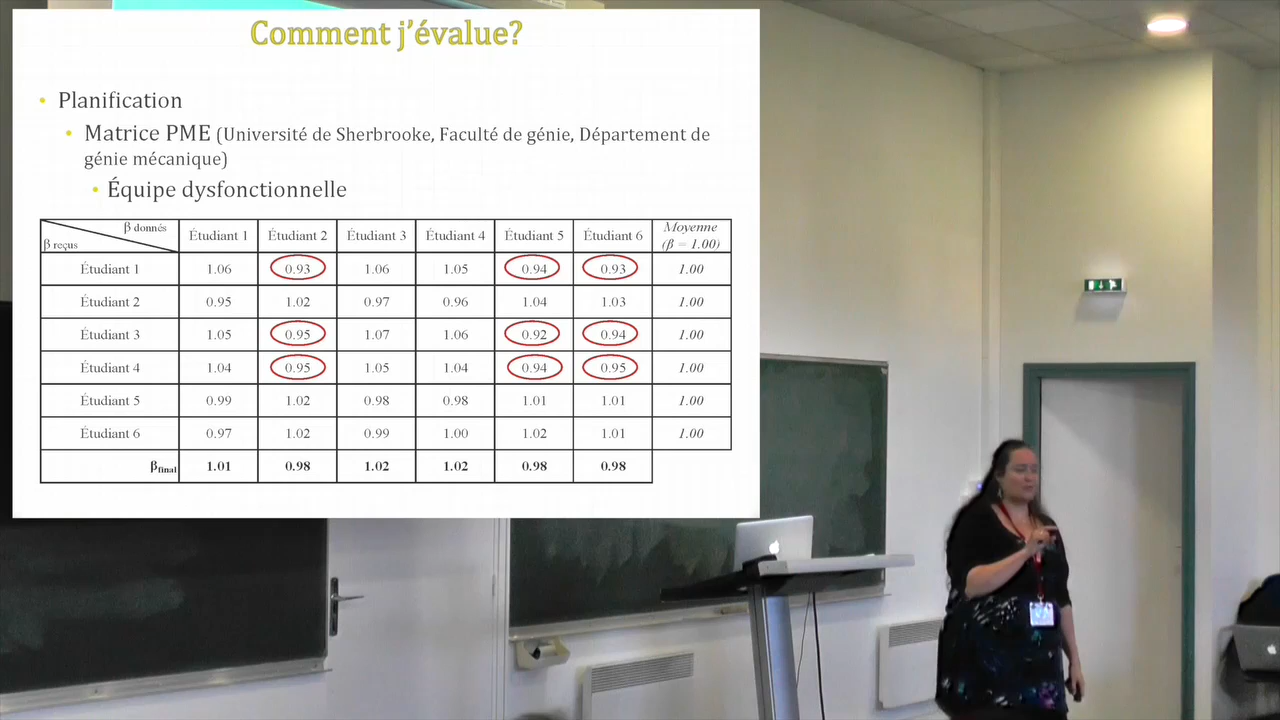 Comment j'évalue?
• Planification
• Matrice PME (Université de Sherbrooke, Faculté de génie, Département de
génie mécanique)
• Équipe dysfonctionnelle
β donnés
β reçus
Étudiant 1 Étudiant 2 Étudiant 3 Étudiant 4 Étudiant 5 Étudiant 6 Moyenne (β = 1.00)
Étudiant 1 1.06 0.93 1.06 1.05 0.94 0.93 1.00
Étudiant 2 0.95 1.02 0.97 0.96 1.04 1.03 1.00
Étudiant 3 1.05 0.95 1.07 1.06 0.92 0.94 1.00
Étudiant 4 1.04 0.95 1.05 1.04 0.94 0.95 1.00
Étudiant 5 0.99 1.02 0.98 0.98 1.01 1.01 1.00
Étudiant 6 0.97 1.02 0.99 1.00 1.02 1.01 1.00
βfinal 1.01 0.98 1.02 1.02 0.98 0.98